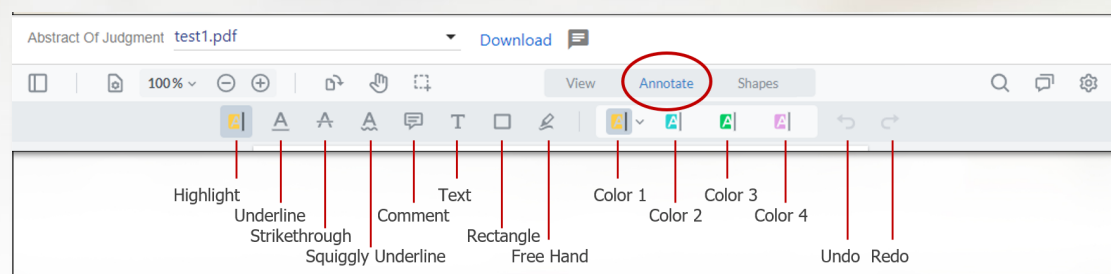 Abstract Of Judgment test1.pdf Download
100% View Annotate Shapes
A A A A T A A A A
Highlight Text Color 1 Color 3
Underline Comment Color 2 Color 4
Strikethrough Rectangle
Squiggly Underline Free Hand Undo Redo